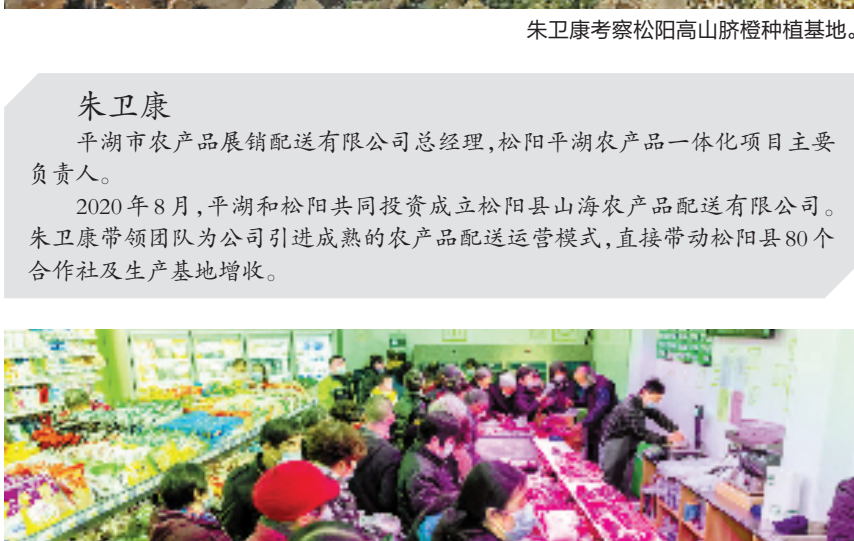 朱卫康考察松阳高山脐橙种植基地。
朱卫康
平湖市农产品展销配送有限公司总经理,松阳平湖农产品一体化项目主要
负责人。
2020年8月,平湖和松阳共同投资成立松阳县山海农产品配送有限公司。
朱卫康带领团队为公司引进成熟的农产品配送运营模式,直接带动松阳县80个
合作社及生产基地增收。